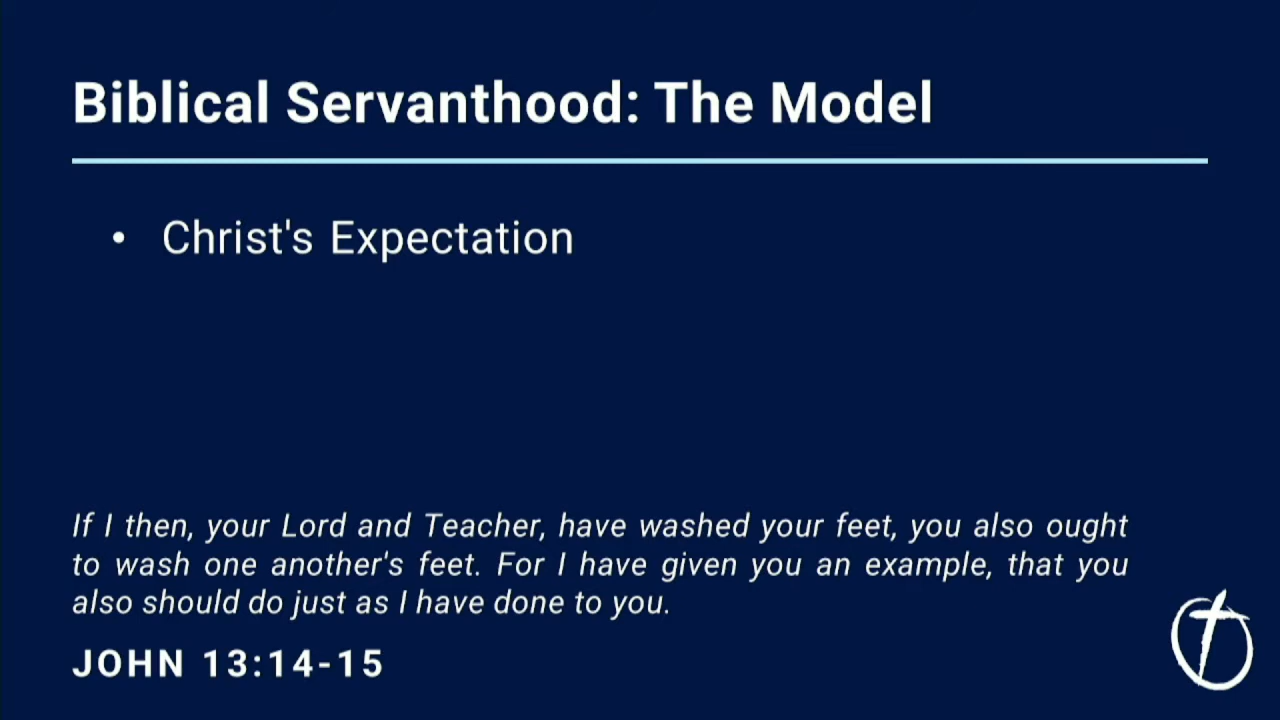 Biblical Servanthood: The Model
• Christ's Expectation
If I then, your Lord and Teacher, have washed your feet, you also ought
to wash one another's feet. For I have given you an example, that you
also should do just as I have done to you.
JOHN 13:14-15